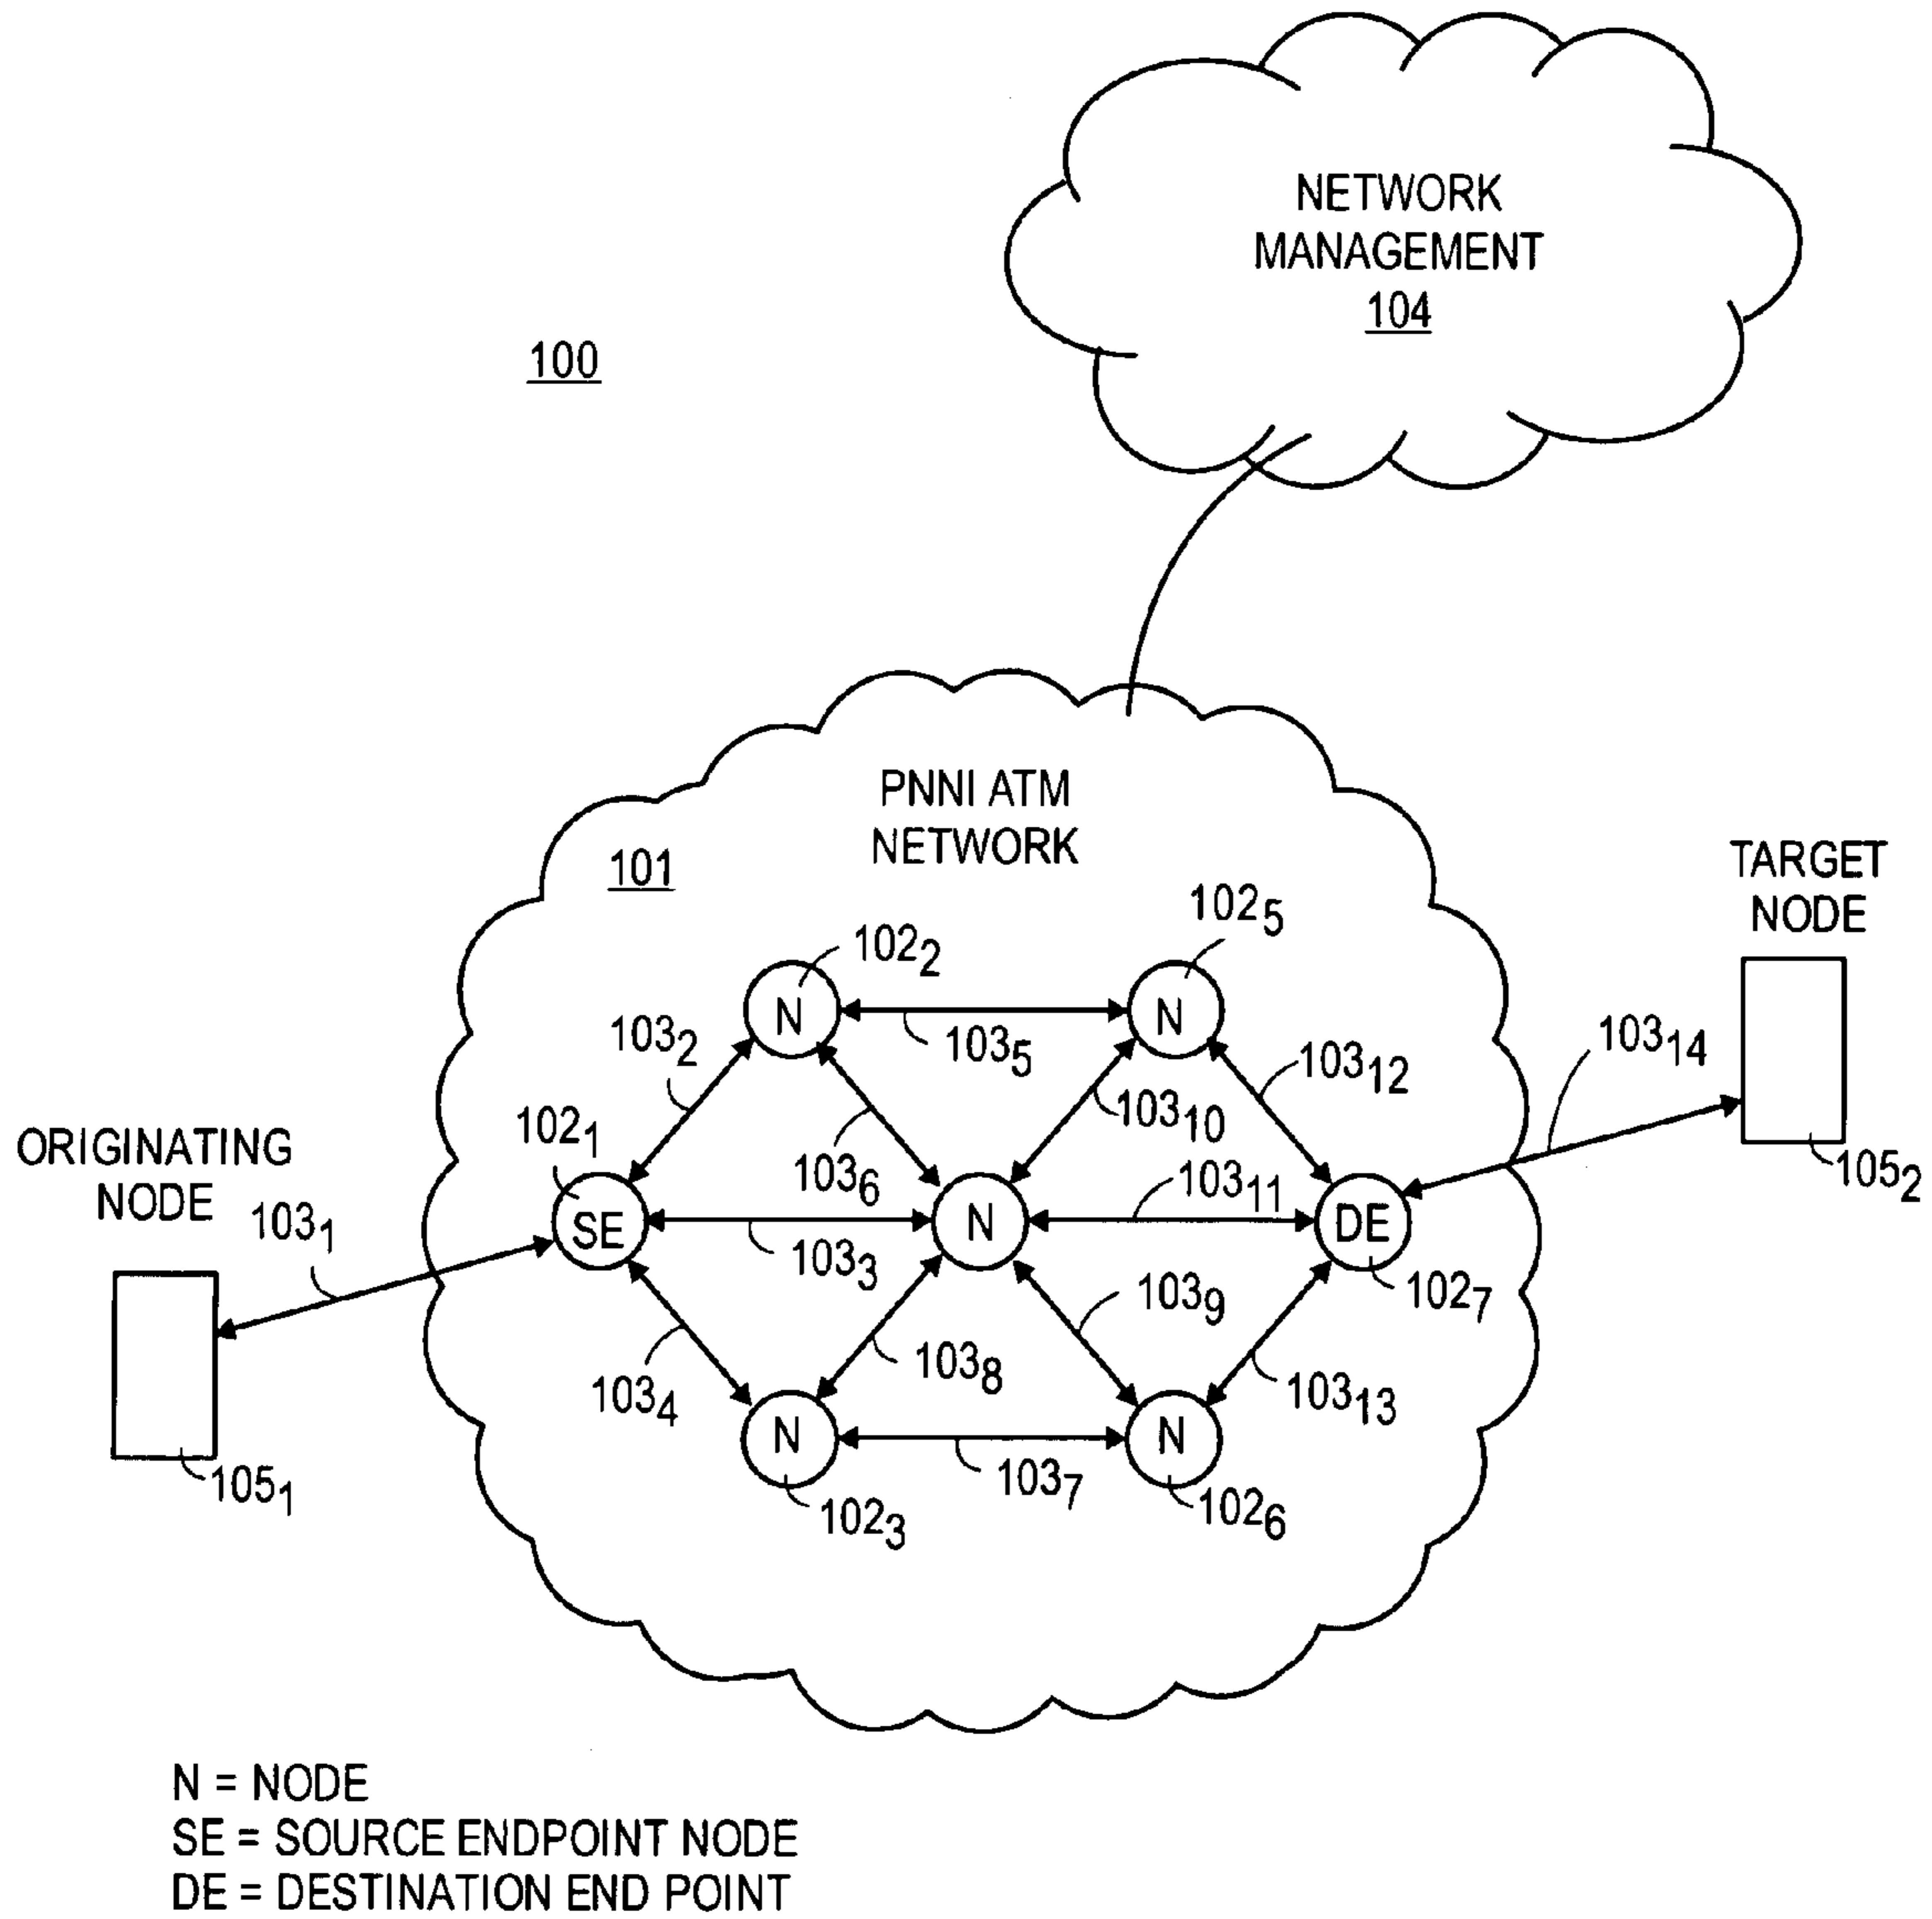 NETWORK
MANAGEMENT
104
100
PNNI ATM
NETWORK
101
TARGET
NODE
102₅
102₂
N
N
103₂
103₅
103₁₂
103₁₄
103₁₀
102₁
ORIGINATING
NODE
103₆
103₁₁
105₂
103₁
SE
N
DE
103₃
103₉
102₇
103₈
103₄
103₁₃
N
N
103₇
105₁
102₃
102₆
N = NODE
SE = SOURCE ENDPOINT NODE
DE = DESTINATION END POINT